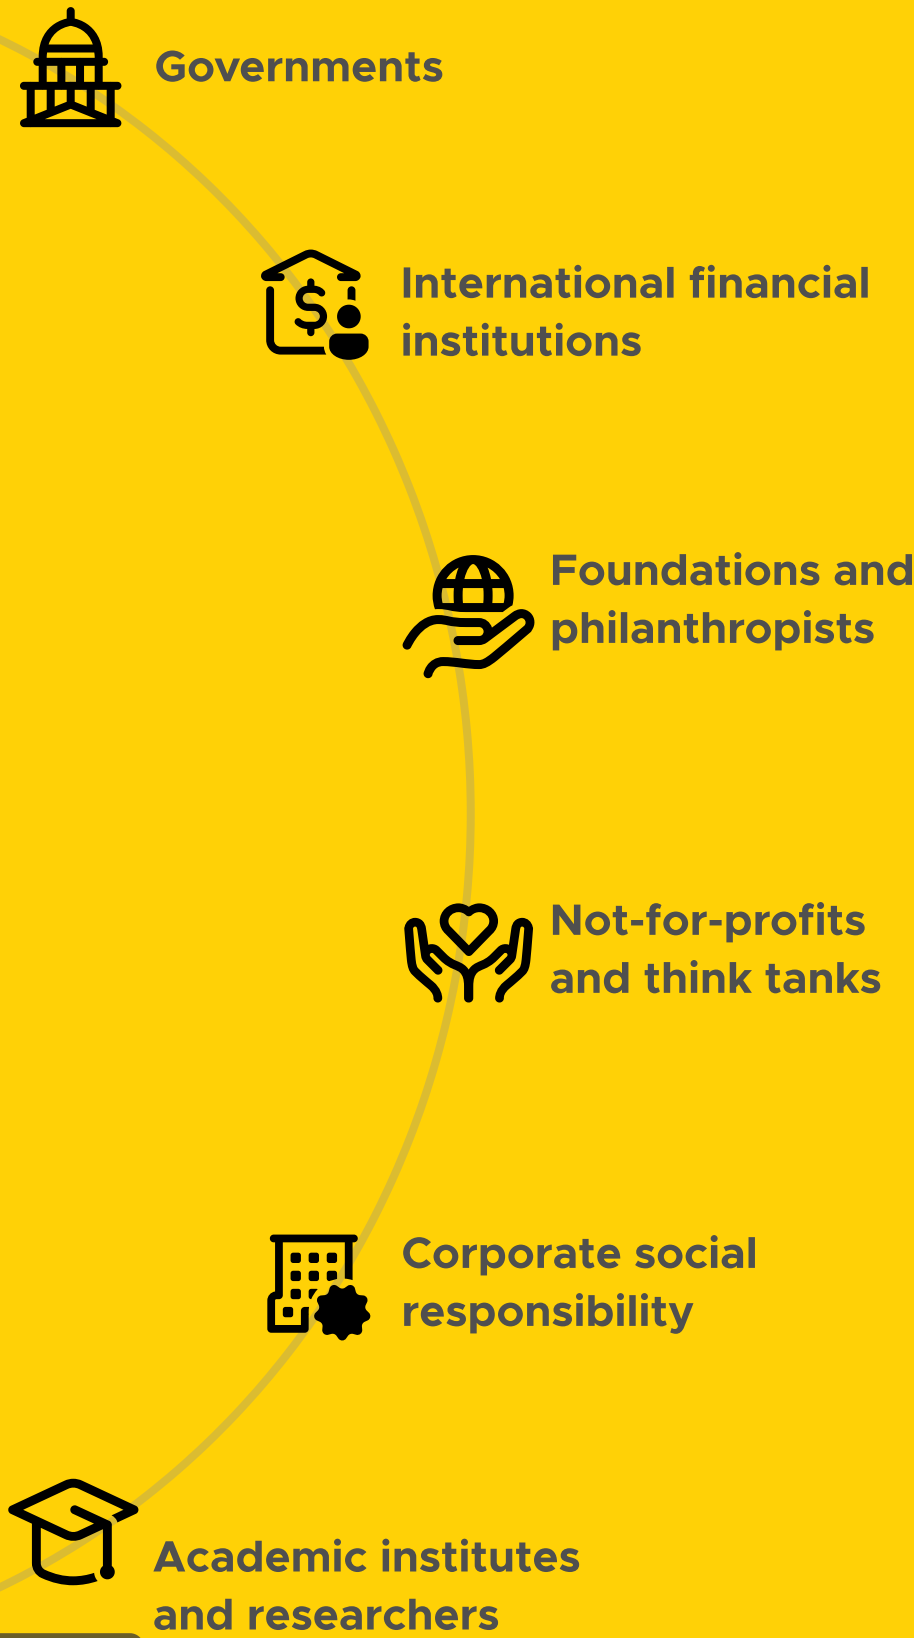 Governments
International financial
institutions
Foundations and
philanthropists
Not-for-profits
and think tanks
Corporate social
responsibility
Academic institutes
and researchers